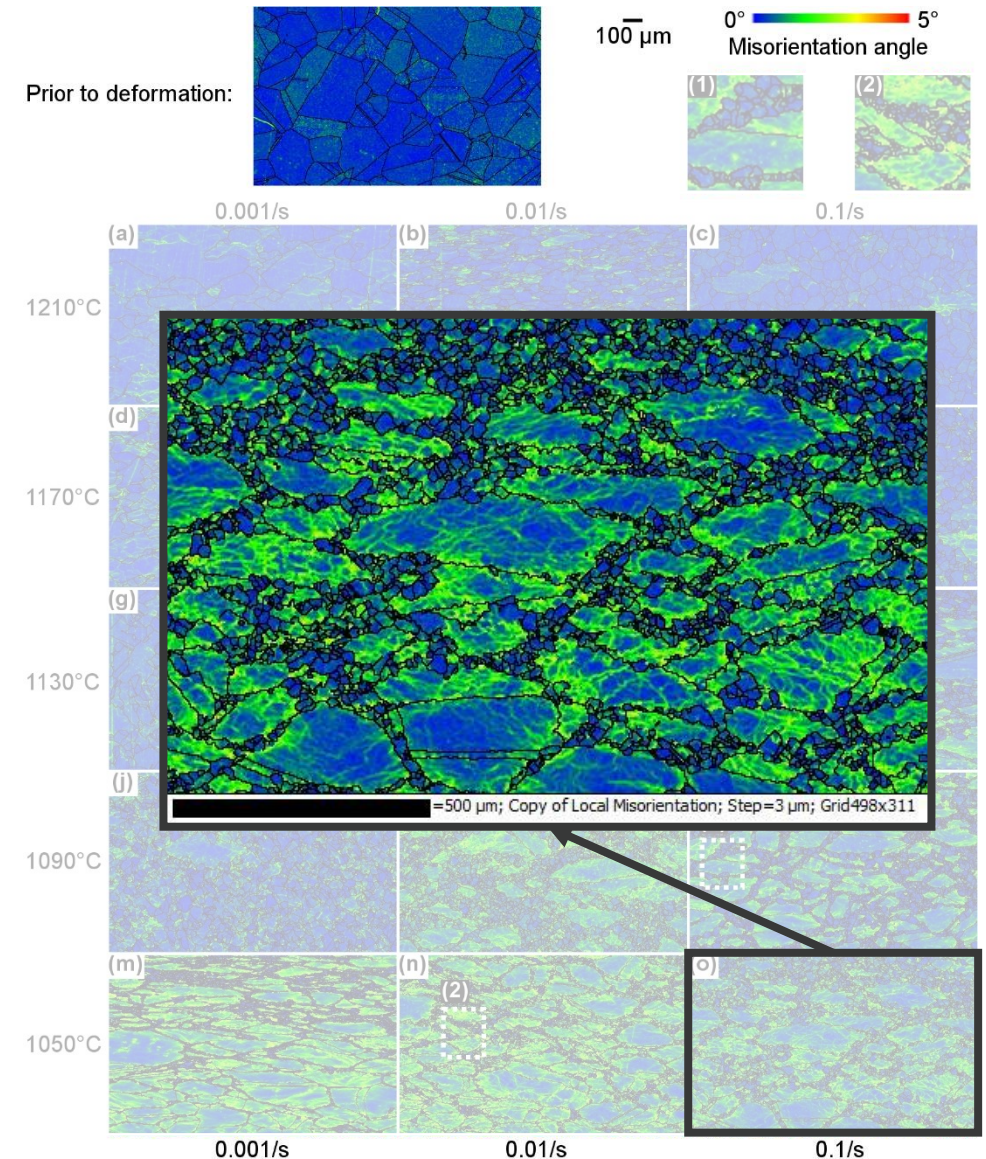 0° 5°
100 µm
Misorientation angle
Prior to deformation:
(1) (2)
0.001/s 0.01/s 0.1/s
(a) (b) (c)
1210°C
(d)
1170°C
(g)
1130°C
(j)
=500 µm; Copy of Local Misorientation; Step=3 µm; Grid498x311
1090°C
(m) (n) (o)
(2)
1050°C
0.001/s 0.01/s 0.1/s